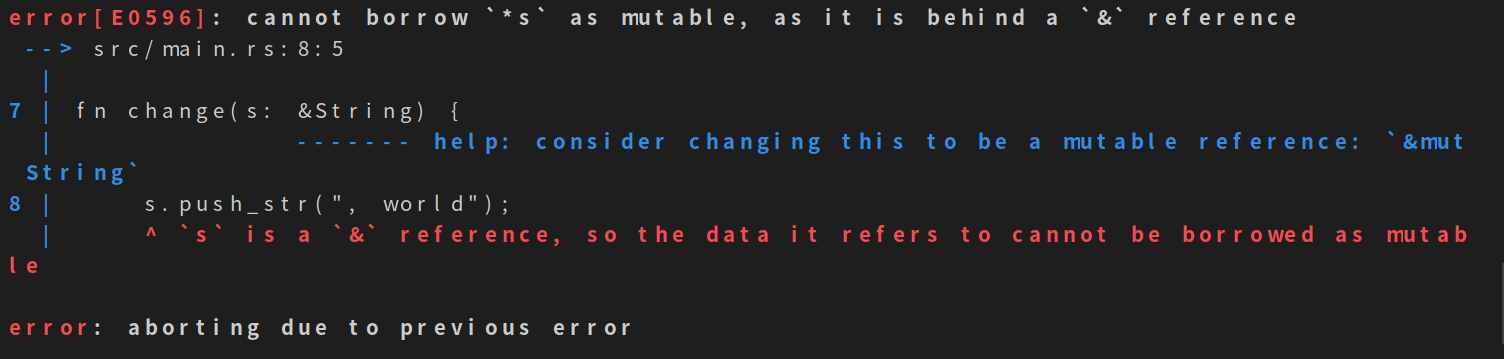 error[E0596]: cannot borrow `*s` as mutable, as it is behind a `&` reference
 --> src/main.rs:8:5
  |
7 | fn change(s: &String) {
  |              ------- help: consider changing this to be a mutable reference: `&mut
 String`
8 |     s.push_str(", world");
  |     ^ `s` is a `&` reference, so the data it refers to cannot be borrowed as mutab
le
error: aborting due to previous error